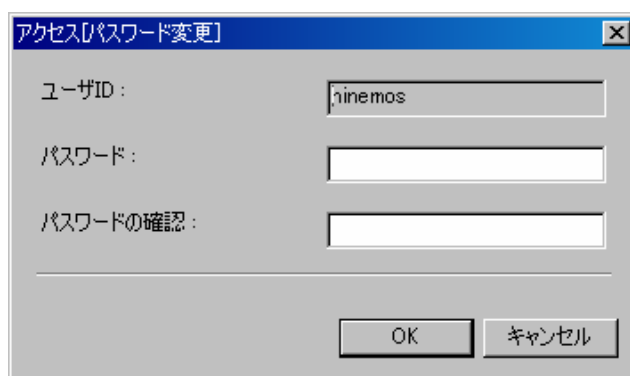 アクセス[パスワード変更]
ユーザID :
hinemos
パスワード :
パスワードの確認 :
OK
キャンセル